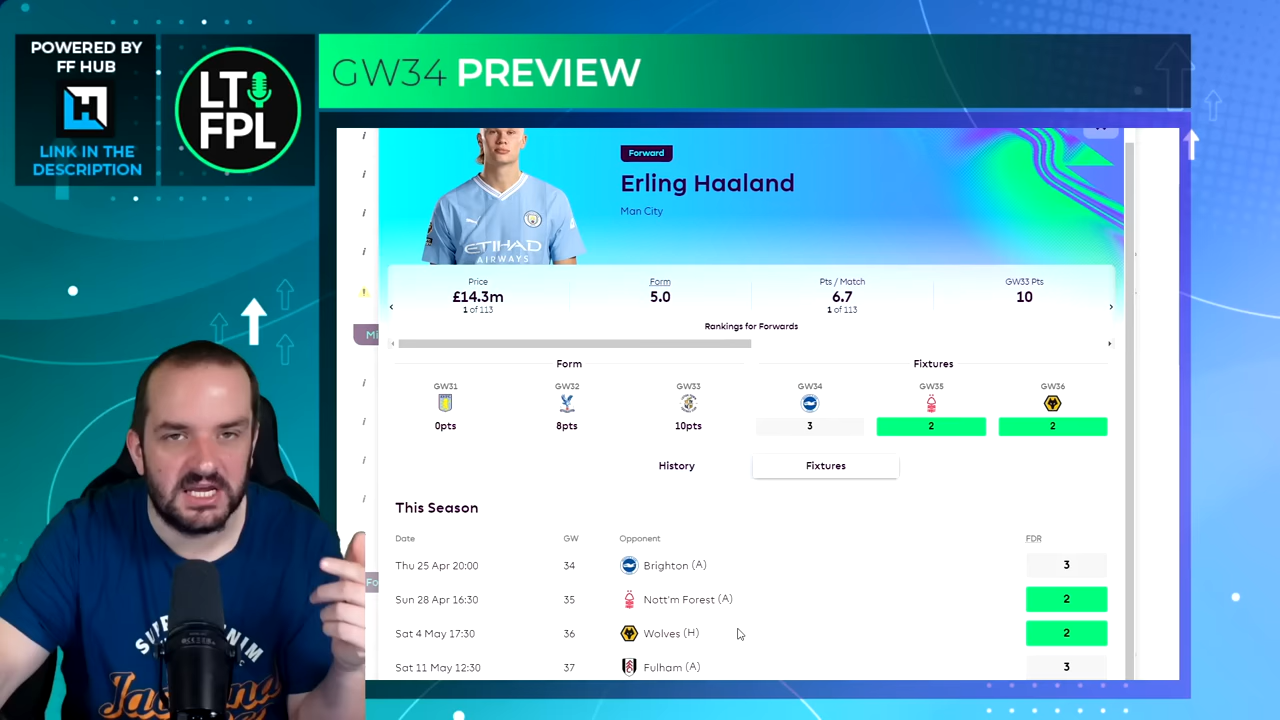 POWERED BY
FF HUB
LINK IN THE
DESCRIPTION
LT
FPL
GW34 PREVIEW
Forward
Erling Haaland
Man City
ETIHAD
AIRWAYS
Price Form Pts / Match GW33 Pts
£14.3m 5.0 6.7 10
1 of 113 1 of 113
Rankings for Forwards
Form Fixtures
GW31 GW32 GW33 GW34 GW35 GW36
0pts 8pts 10pts 3 2 2
History Fixtures
This Season
Date GW Opponent FDR
Thu 25 Apr 20:00 34 Brighton (A) 3
Sun 28 Apr 16:30 35 Nott'm Forest (A) 2
Sat 4 May 17:30 36 Wolves (H) 2
Sat 11 May 12:30 37 Fulham (A) 3
Mi
Fo